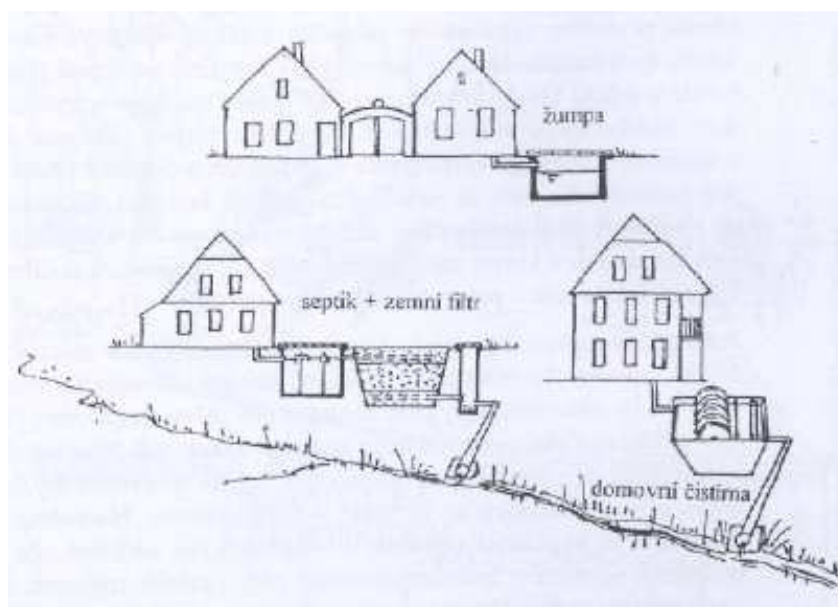 žumpa
septik + zemní filtr
domovní čistírna